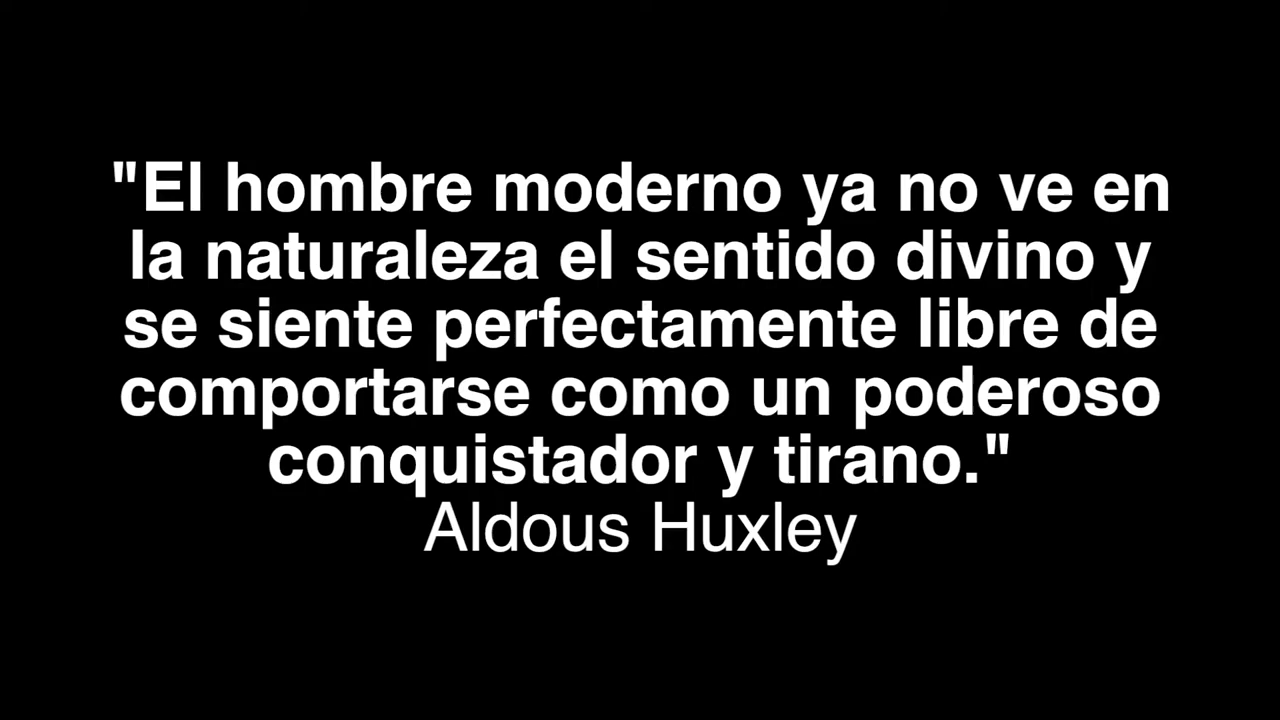 "El hombre moderno ya no ve en
la naturaleza el sentido divino y
se siente perfectamente libre de
comportarse como un poderoso
conquistador y tirano."
Aldous Huxley